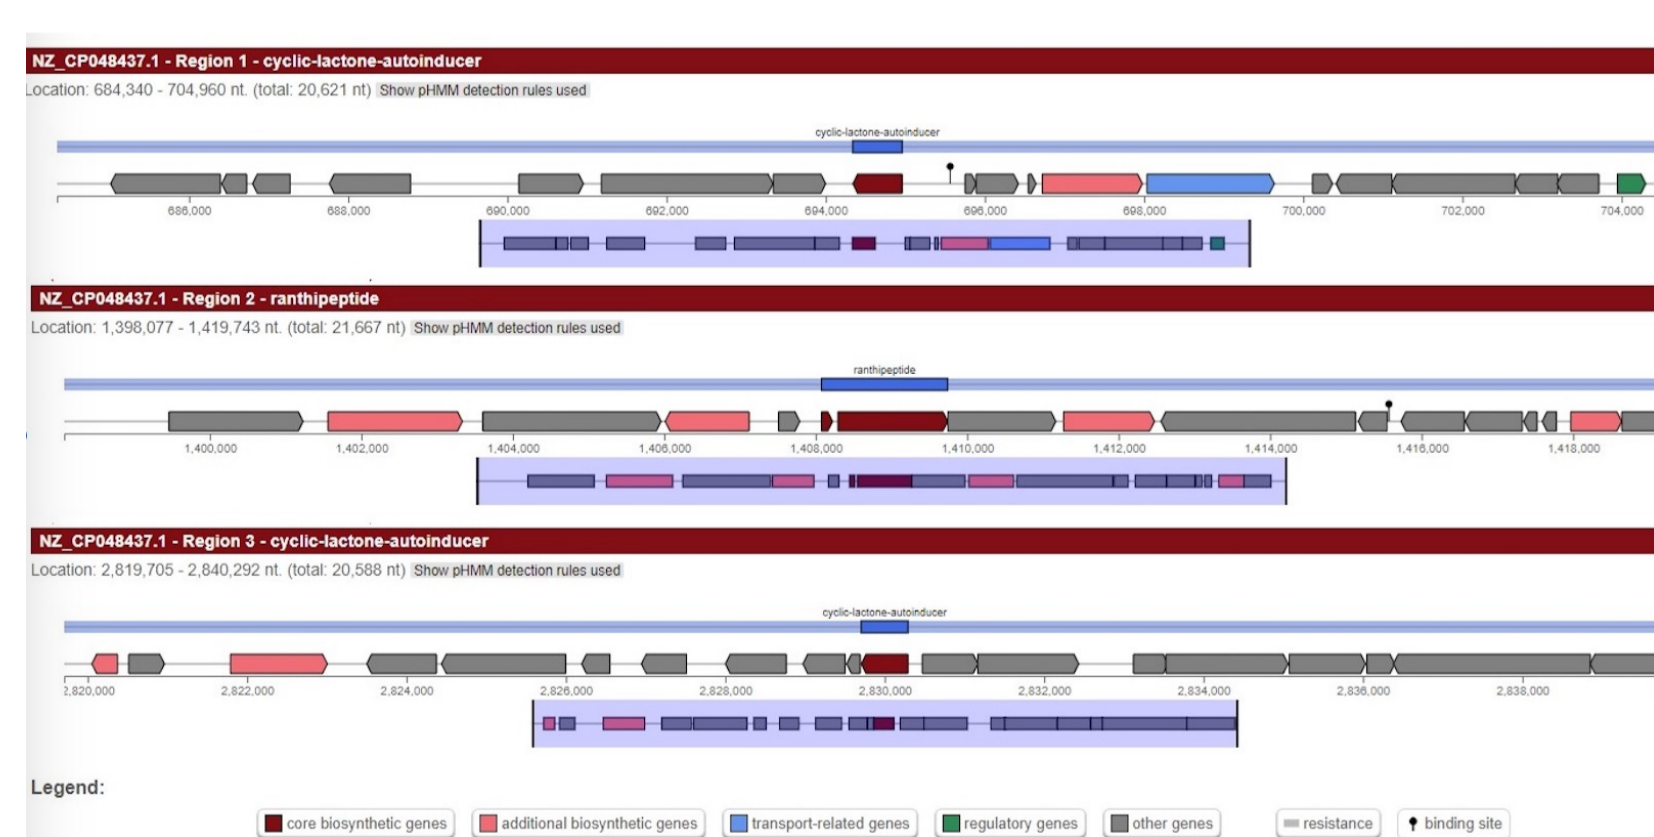 NZ_CP048437.1 - Region 1 - cyclic-lactone-autoinducer
Location: 684,340 - 704,960 nt. (total: 20,621 nt) Show pHMM detection rules used
cyclic-lactone-autoinducer
686,000 688,000 690,000 692,000 694,000 696,000 698,000 700,000 702,000 704,000
NZ_CP048437.1 - Region 2 - ranthipeptide
Location: 1,398,077 - 1,419,743 nt. (total: 21,667 nt) Show pHMM detection rules used
ranthipeptide
1,400,000 1,402,000 1,404,000 1,406,000 1,408,000 1,410,000 1,412,000 1,414,000 1,416,000 1,418,000
NZ_CP048437.1 - Region 3 - cyclic-lactone-autoinducer
Location: 2,819,705 - 2,840,292 nt. (total: 20,588 nt) Show pHMM detection rules used
cyclic-lactone-autoinducer
2,820,000 2,822,000 2,824,000 2,826,000 2,828,000 2,830,000 2,832,000 2,834,000 2,836,000 2,838,000
Legend:
core biosynthetic genes additional biosynthetic genes transport-related genes regulatory genes other genes resistance binding site